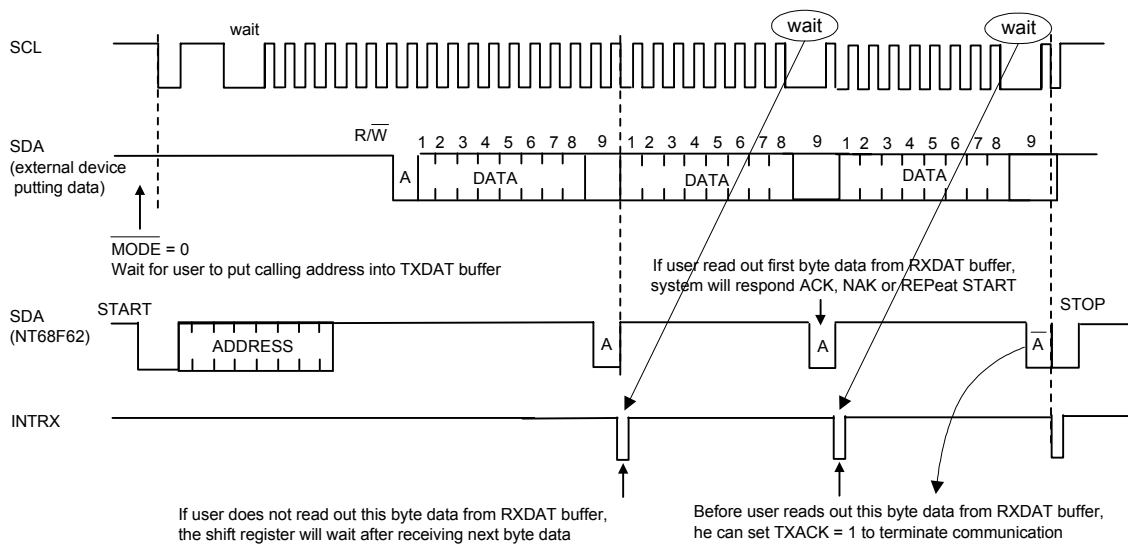 wait
wait
wait
SCL
R/W̅
1 2 3 4 5 6 7 8 9 1 2 3 4 5 6 7 8 9 1 2 3 4 5 6 7 8 9
SDA
(external device
putting data)
A DATA DATA DATA
M̅O̅D̅E̅ = 0
Wait for user to put calling address into TXDAT buffer
If user read out first byte data from RXDAT buffer,
system will respond ACK, NAK or REPeat START
START
STOP
SDA
(NT68F62)
ADDRESS
A A A̅
INTRX
If user does not read out this byte data from RXDAT buffer,
the shift register will wait after receiving next byte data
Before user reads out this byte data from RXDAT buffer,
he can set TXACK = 1 to terminate communication